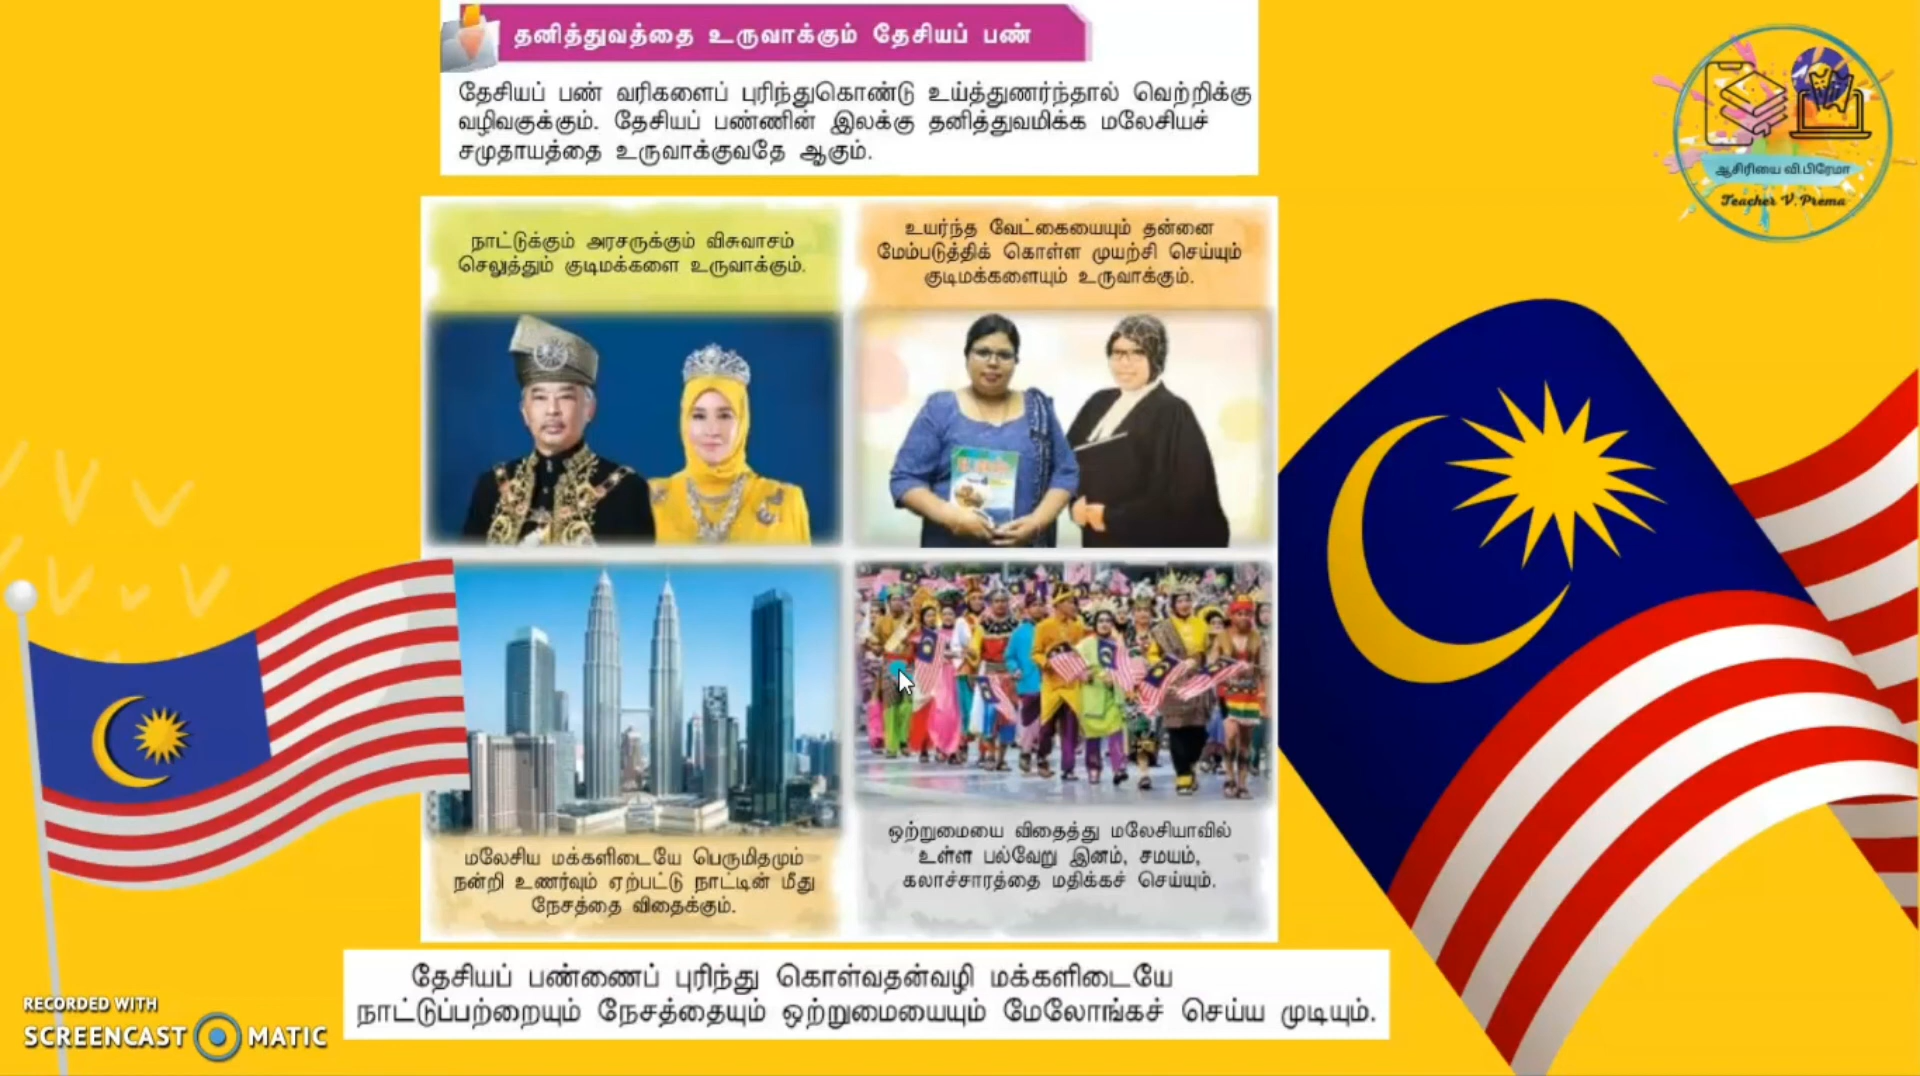 தனித்துவத்தை உருவாக்கும் தேசியப் பண்
தேசியப் பண் வரிகளைப் புரிந்துகொண்டு உய்த்துணர்ந்தால் வெற்றிக்கு
வழிவகுக்கும். தேசியப் பண்ணின் இலக்கு தனித்துவமிக்க மலேசியச்
சமுதாயத்தை உருவாக்குவதே ஆகும்.
ஆசிரியை வி.பிரேமா
Teacher V. Prema
நாட்டுக்கும் அரசருக்கும் விசுவாசம்
செலுத்தும் குடிமக்களை உருவாக்கும்.
உயர்ந்த வேட்கையையும் தன்னை
மேம்படுத்திக் கொள்ள முயற்சி செய்யும்
குடிமக்களையும் உருவாக்கும்.
மலேசிய மக்களிடையே பெருமிதமும்
நன்றி உணர்வும் ஏற்பட்டு நாட்டின் மீது
நேசத்தை விதைக்கும்.
ஒற்றுமையை விதைத்து மலேசியாவில்
உள்ள பல்வேறு இனம், சமயம்,
கலாச்சாரத்தை மதிக்கச் செய்யும்.
தேசியப் பண்ணைப் புரிந்து கொள்வதன்வழி மக்களிடையே
நாட்டுப்பற்றையும் நேசத்தையும் ஒற்றுமையையும் மேலோங்கச் செய்ய முடியும்.
RECORDED WITH
SCREENCAST MATIC